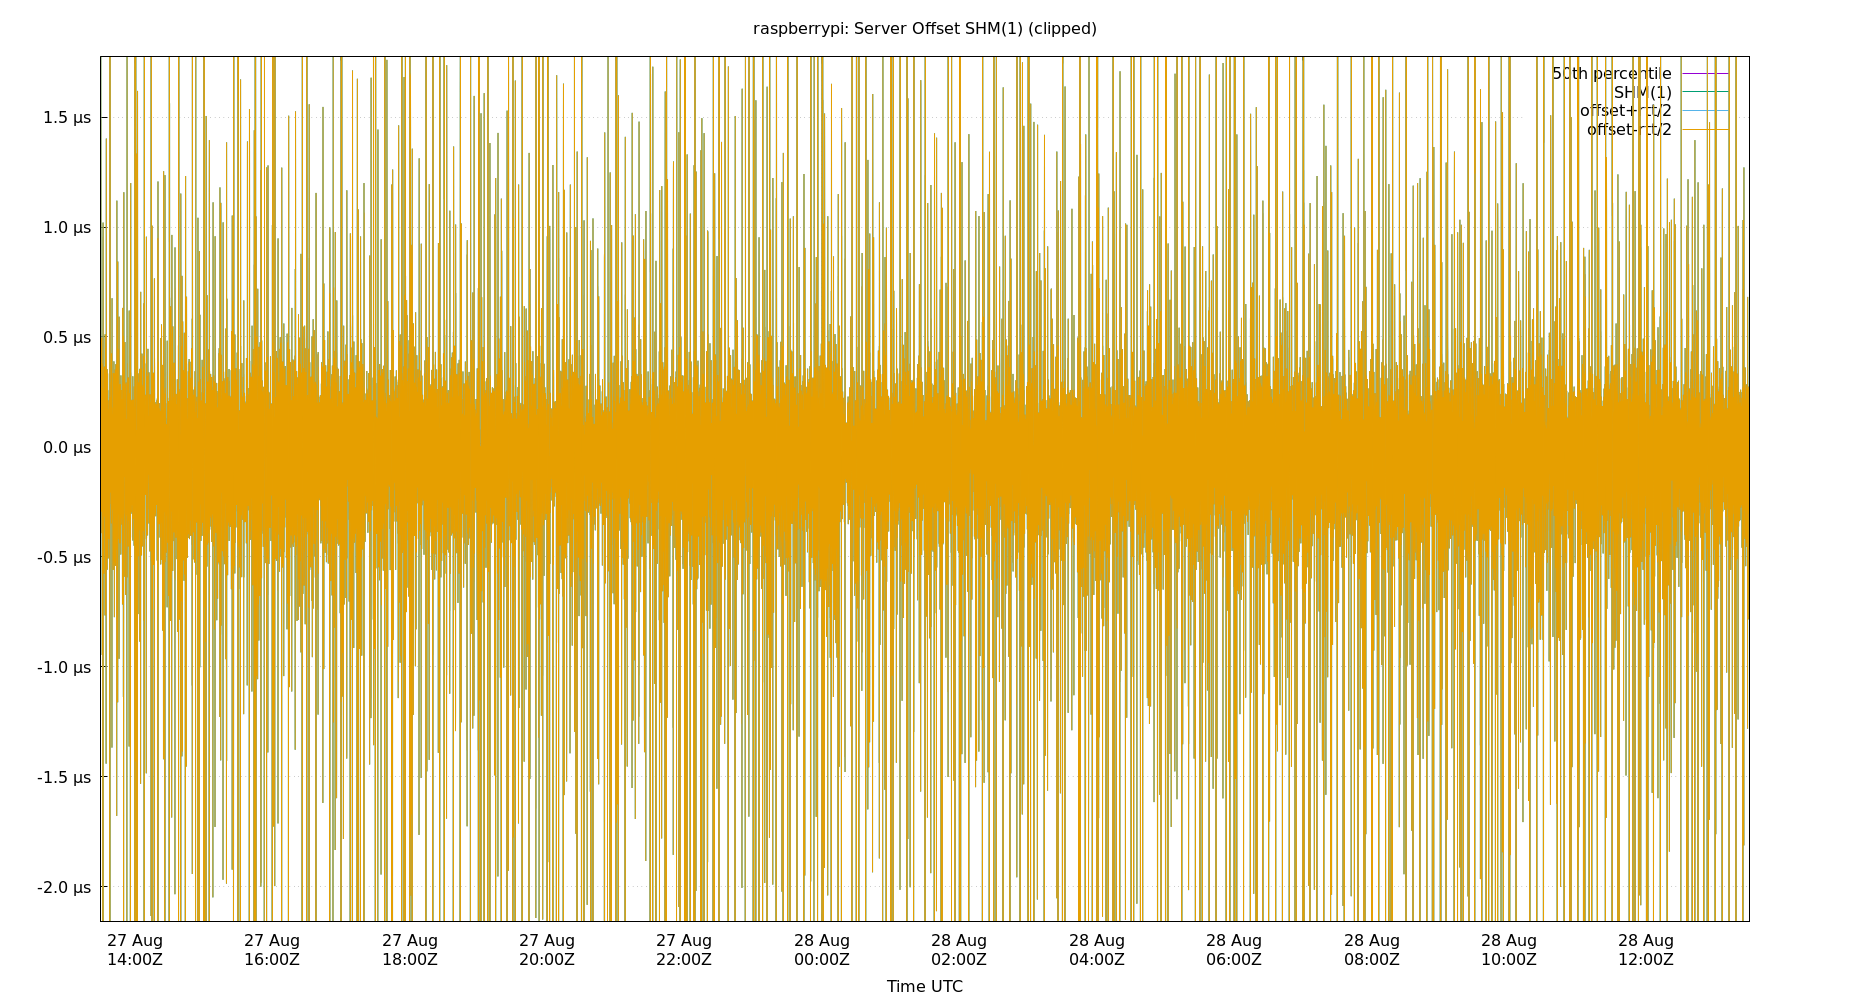 raspberrypi: Server Offset SHM(1) (clipped)
50th percentile
SHM(1)
offset+rtt/2
offset-rtt/2
1.5 µs
1.0 µs
0.5 µs
0.0 µs
-0.5 µs
-1.0 µs
-1.5 µs
-2.0 µs
27 Aug 27 Aug 27 Aug 27 Aug 27 Aug 28 Aug 28 Aug 28 Aug 28 Aug 28 Aug 28 Aug 28 Aug
14:00Z 16:00Z 18:00Z 20:00Z 22:00Z 00:00Z 02:00Z 04:00Z 06:00Z 08:00Z 10:00Z 12:00Z
Time UTC